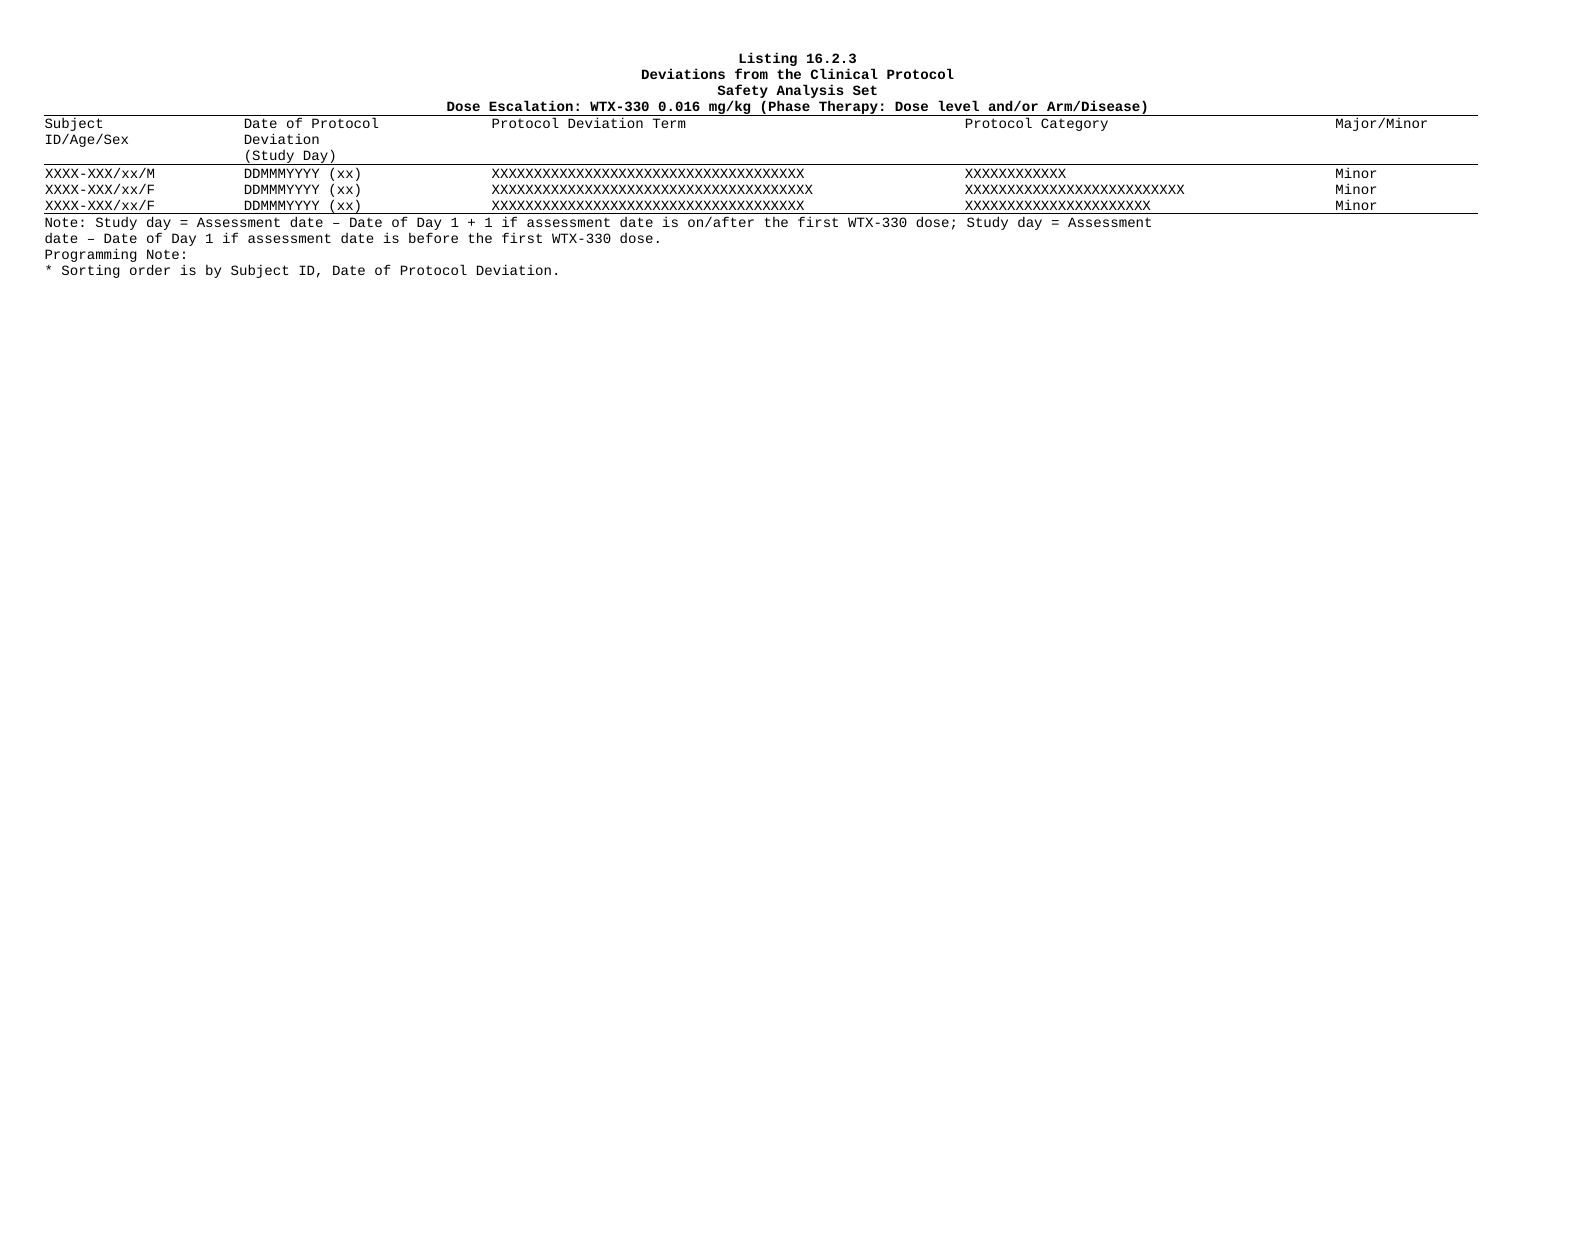 Listing 16.2.3
Deviations from the Clinical Protocol
Safety Analysis Set
Dose Escalation: WTX-330 0.016 mg/kg (Phase Therapy: Dose level and/or Arm/Disease)
Subject Date of Protocol Protocol Deviation Term Protocol Category Major/Minor
ID/Age/Sex Deviation
(Study Day)
XXXX-XXX/xx/M DDMMMYYYY (xx) XXXXXXXXXXXXXXXXXXXXXXXXXXXXXXXXXXXXX XXXXXXXXXXXX Minor
XXXX-XXX/xx/F DDMMMYYYY (xx) XXXXXXXXXXXXXXXXXXXXXXXXXXXXXXXXXXXXXX XXXXXXXXXXXXXXXXXXXXXXXXXX Minor
XXXX-XXX/xx/F DDMMMYYYY (xx) XXXXXXXXXXXXXXXXXXXXXXXXXXXXXXXXXXXXX XXXXXXXXXXXXXXXXXXXXXX Minor
Note: Study day = Assessment date – Date of Day 1 + 1 if assessment date is on/after the first WTX-330 dose; Study day = Assessment
date – Date of Day 1 if assessment date is before the first WTX-330 dose.
Programming Note:
* Sorting order is by Subject ID, Date of Protocol Deviation.